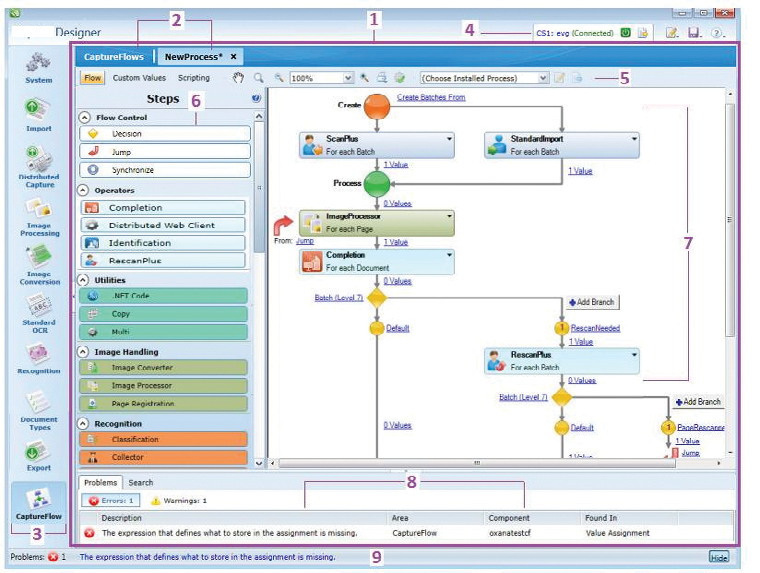 2
1
Designer
4
CS1: evg (Connected)
CaptureFlows
NewProcess* ×
Flow
Custom Values
Scripting
100%
(Choose Installed Process)
5
System
Import
Distributed
Capture
Image
Processing
Image
Conversion
Standard
OCR
ABC
Recognition
Document
Types
Export
CaptureFlow
3
Steps
6
Flow Control
Decision
Jump
Synchronize
Operators
Completion
Distributed Web Client
Identification
RescanPlus
Utilities
.NET Code
Copy
Multi
Image Handling
Image Converter
Image Processor
Page Registration
Recognition
Classification
Collector
Create
Create Batches From
ScanPlus
For each Batch
StandardImport
For each Batch
1 Value
1 Value
Process
0 Values
ImageProcessor
For each Page
From: Jump
1 Value
7
Completion
For each Document
0 Values
Batch (Level 7)
Add Branch
Default
1
RescanNeeded
1 Value
RescanPlus
For each Batch
0 Values
Batch (Level 7)
Add Branch
0 Values
Default
1
PageRescanne
1 Value
1 Value
Jump
Problems
Search
8
Errors: 1
Warnings: 1
Description
Area
Component
Found In
The expression that defines what to store in the assignment is missing.
CaptureFlow
oxanatestcf
Value Assignment
Problems: 1
The expression that defines what to store in the assignment is missing.
9
Hide